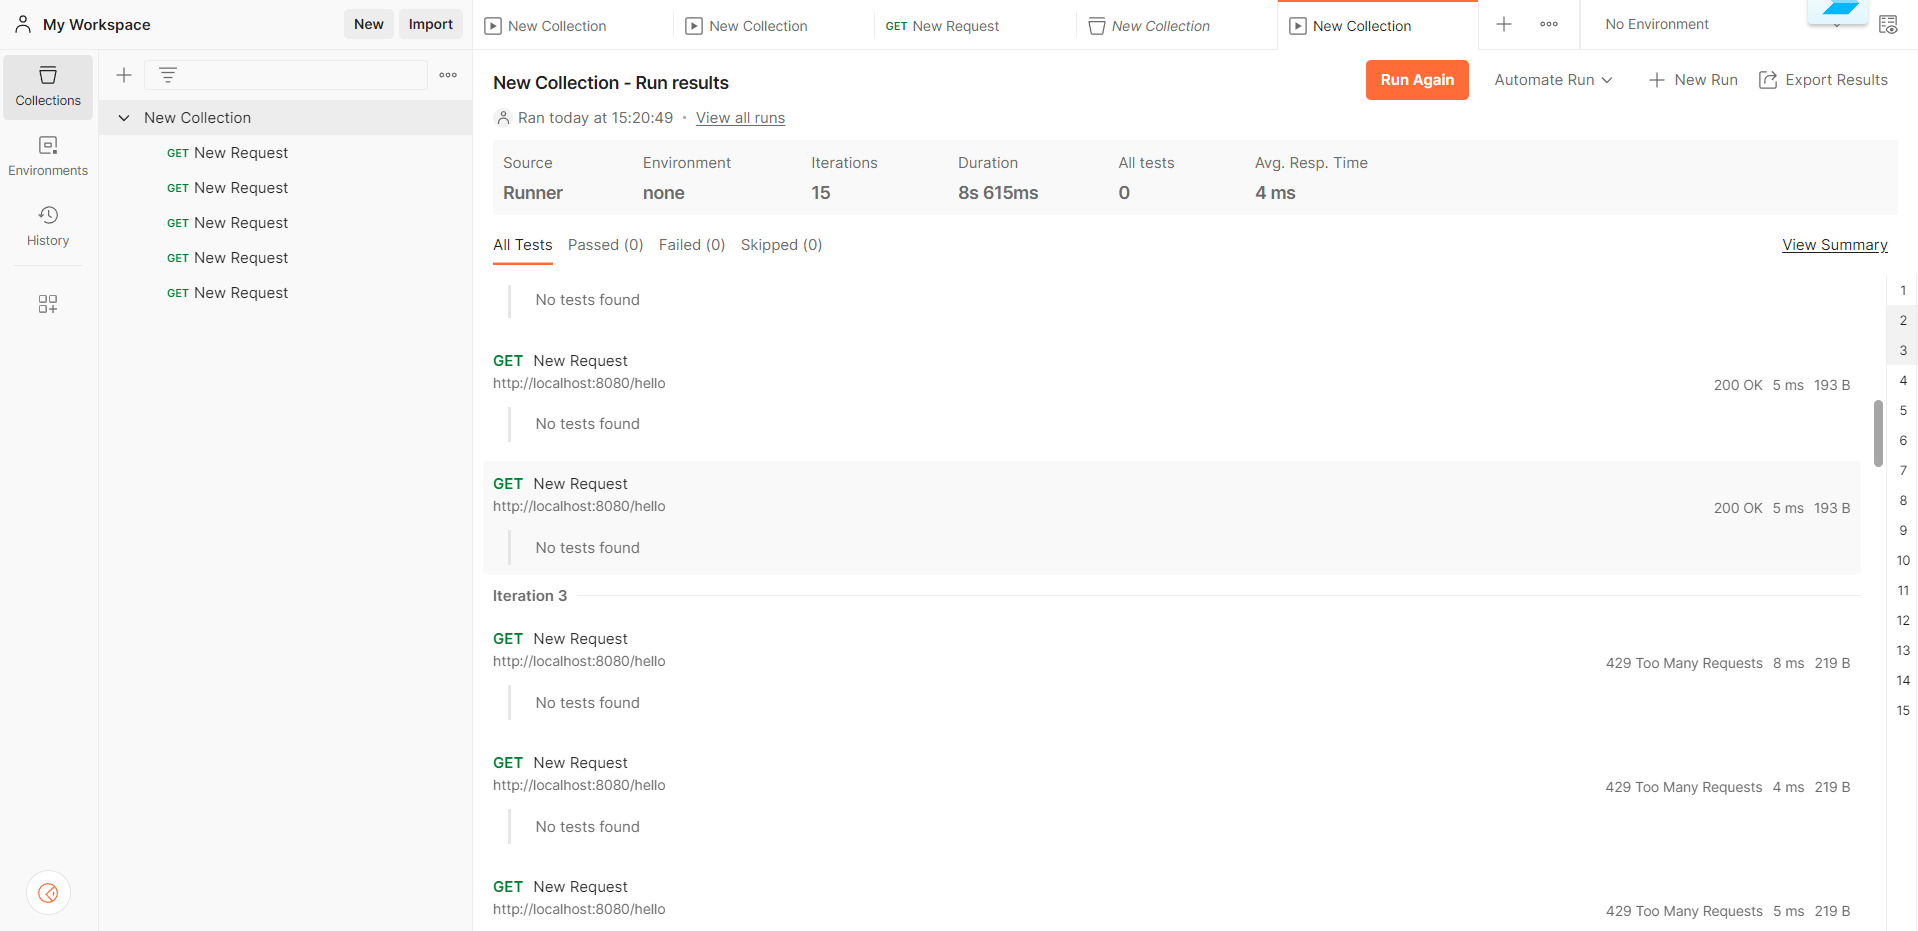 My Workspace
New
Import
New Collection
New Collection
GET New Request
New Collection
New Collection
No Environment
Collections
Environments
History
New Collection
GET New Request
GET New Request
GET New Request
GET New Request
GET New Request
New Collection - Run results
Run Again
Automate Run
New Run
Export Results
Ran today at 15:20:49 · View all runs
Source Environment Iterations Duration All tests Avg. Resp. Time
Runner none 15 8s 615ms 0 4 ms
All Tests Passed (0) Failed (0) Skipped (0)
View Summary
No tests found
GET New Request
http://localhost:8080/hello
200 OK 5 ms 193 B
No tests found
GET New Request
http://localhost:8080/hello
200 OK 5 ms 193 B
No tests found
Iteration 3
GET New Request
http://localhost:8080/hello
429 Too Many Requests 8 ms 219 B
No tests found
GET New Request
http://localhost:8080/hello
429 Too Many Requests 4 ms 219 B
No tests found
GET New Request
http://localhost:8080/hello
429 Too Many Requests 5 ms 219 B
1
2
3
4
5
6
7
8
9
10
11
12
13
14
15